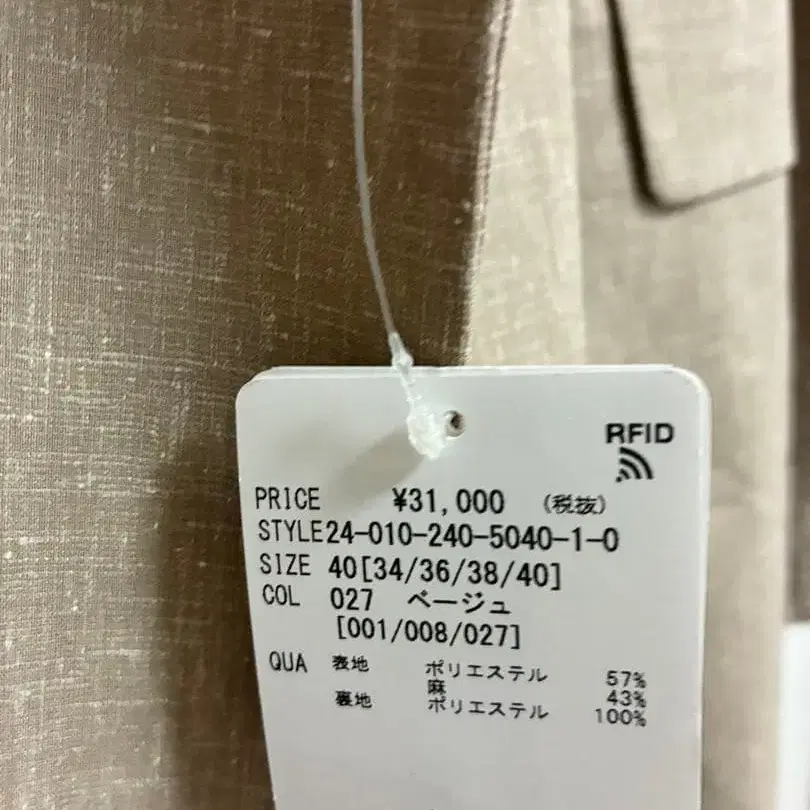 RFID
PRICE ¥31,000 (税抜)
STYLE24-010-240-5040-1-0
SIZE 40[34/36/38/40]
COL 027 ベージュ
[001/008/027]
QUA 表地 ポリエステル 57%
麻 43%
裏地 ポリエステル 100%